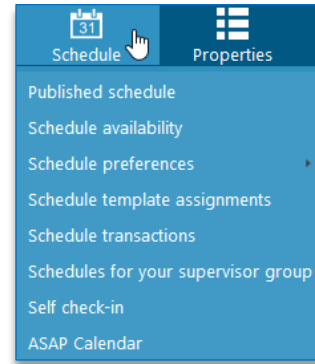 31
Schedule
Properties
Published schedule
Schedule availability
Schedule preferences
Schedule template assignments
Schedule transactions
Schedules for your supervisor group
Self check-in
ASAP Calendar